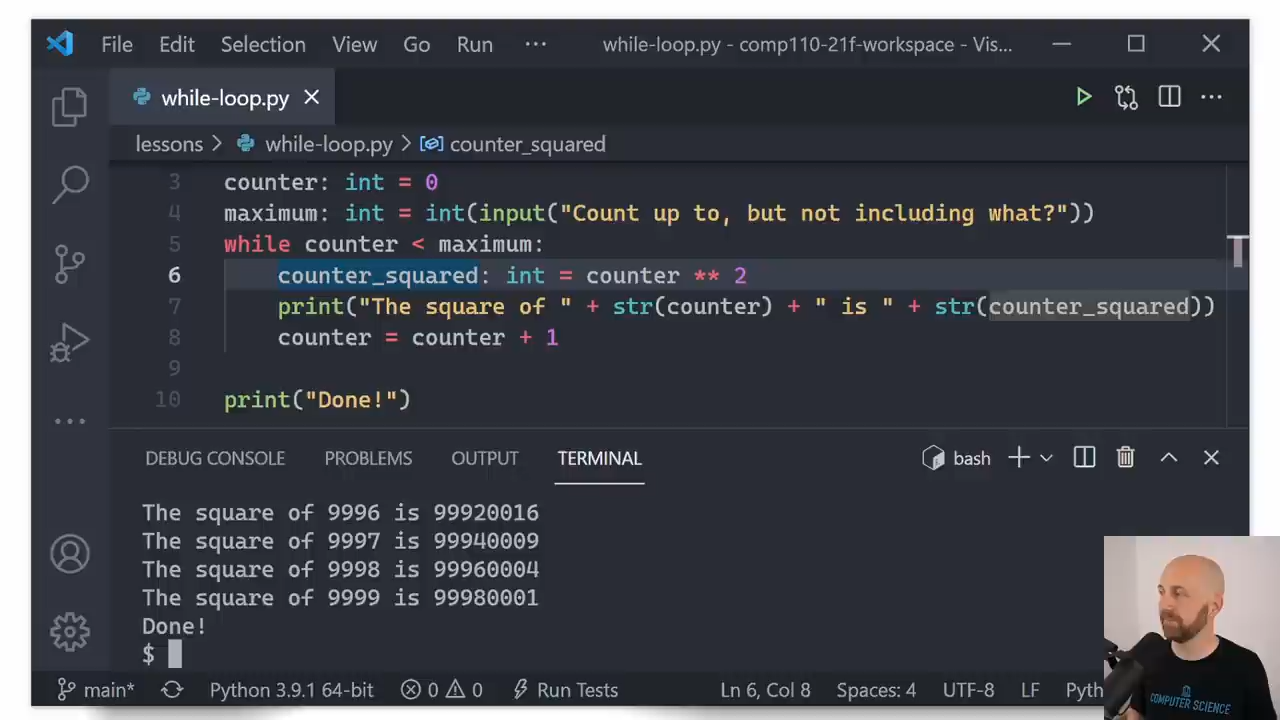 File Edit Selection View Go Run ··· while-loop.py - comp110-21f-workspace - Vis...
while-loop.py
lessons > while-loop.py > counter_squared
3 counter: int = 0
4 maximum: int = int(input("Count up to, but not including what?"))
5 while counter < maximum:
6 counter_squared: int = counter ** 2
7 print("The square of " + str(counter) + " is " + str(counter_squared))
8 counter = counter + 1
9
10 print("Done!")
DEBUG CONSOLE PROBLEMS OUTPUT TERMINAL bash
The square of 9996 is 99920016
The square of 9997 is 99940009
The square of 9998 is 99960004
The square of 9999 is 99980001
Done!
$
main* Python 3.9.1 64-bit 0 0 Run Tests Ln 6, Col 8 Spaces: 4 UTF-8 LF Pyth
COMPUTER SCIENCE